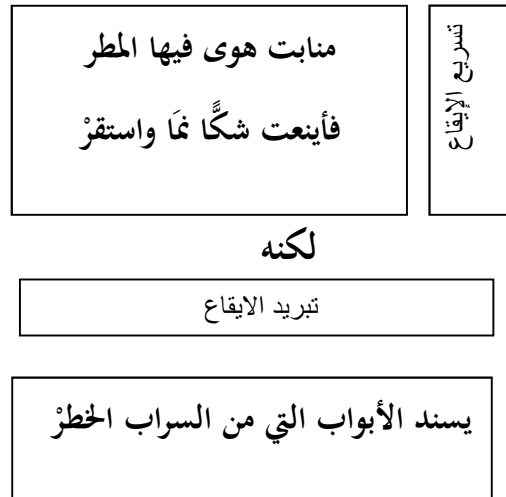 منابت هوى فيها المطر
فأينعت شكًّا نمَا واستقرْ
تسريع الإيقاع
لكنه
تبريد الايقاع
يسند الأبواب التي من السراب الخطرْ